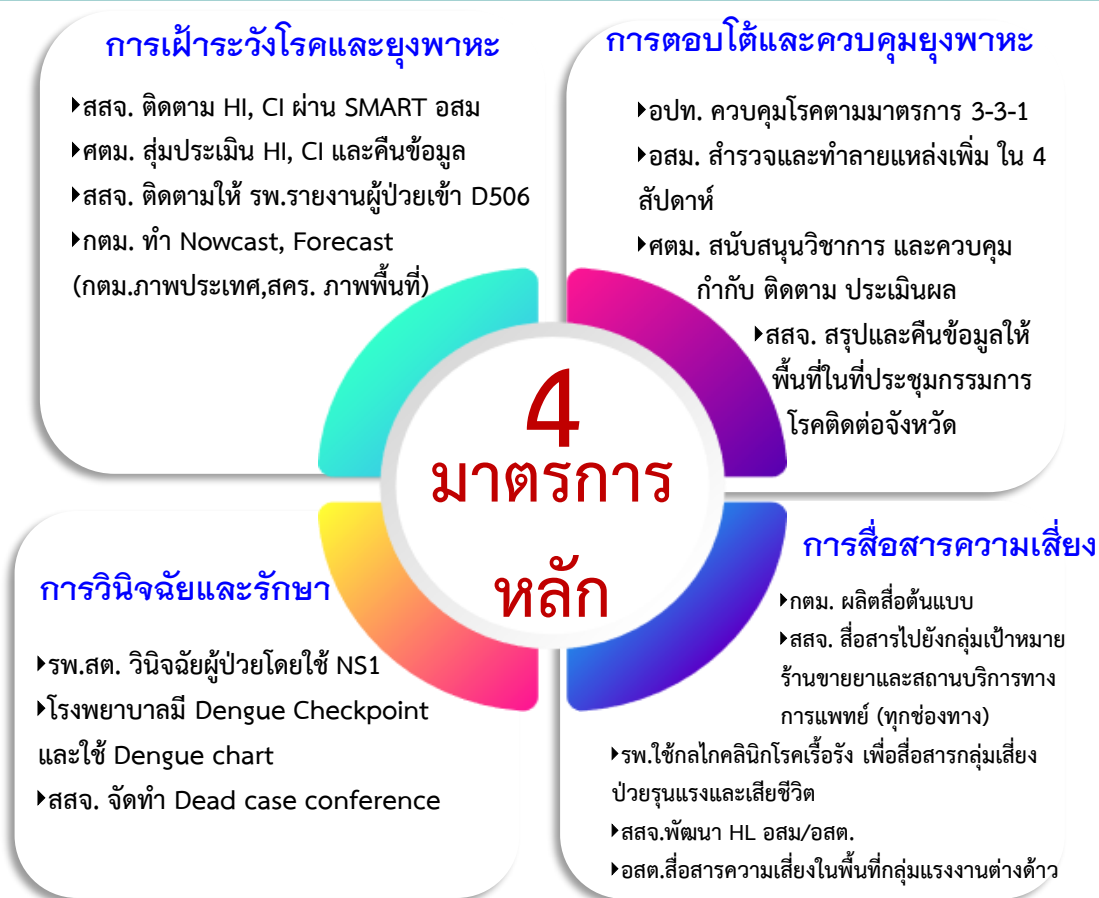 การเฝ้าระวังโรคและยุงพาหะ
‣สสจ. ติดตาม HI, CI ผ่าน SMART อสม
‣ศตม. สุ่มประเมิน HI, CI และคืนข้อมูล
‣สสจ. ติดตามให้ รพ.รายงานผู้ป่วยเข้า D506
‣กตม. ทำ Nowcast, Forecast
(กตม.ภาพประเทศ,สคร. ภาพพื้นที่)
การตอบโต้และควบคุมยุงพาหะ
‣อปท. ควบคุมโรคตามมาตรการ 3-3-1
‣อสม. สำรวจและทำลายแหล่งเพิ่ม ใน 4
สัปดาห์
‣ศตม. สนับสนุนวิชาการ และควบคุม
กำกับ ติดตาม ประเมินผล
‣สสจ. สรุปและคืนข้อมูลให้
พื้นที่ในที่ประชุมกรรมการ
โรคติดต่อจังหวัด
4
มาตรการ
หลัก
การวินิจฉัยและรักษา
‣รพ.สต. วินิจฉัยผู้ป่วยโดยใช้ NS1
‣โรงพยาบาลมี Dengue Checkpoint
และใช้ Dengue chart
‣สสจ. จัดทำ Dead case conference
การสื่อสารความเสี่ยง
‣กตม. ผลิตสื่อต้นแบบ
‣สสจ. สื่อสารไปยังกลุ่มเป้าหมาย
ร้านขายยาและสถานบริการทาง
การแพทย์ (ทุกช่องทาง)
‣รพ.ใช้กลไกคลินิกโรคเรื้อรัง เพื่อสื่อสารกลุ่มเสี่ยง
ป่วยรุนแรงและเสียชีวิต
‣สสจ.พัฒนา HL อสม/อสต.
‣อสต.สื่อสารความเสี่ยงในพื้นที่กลุ่มแรงงานต่างด้าว